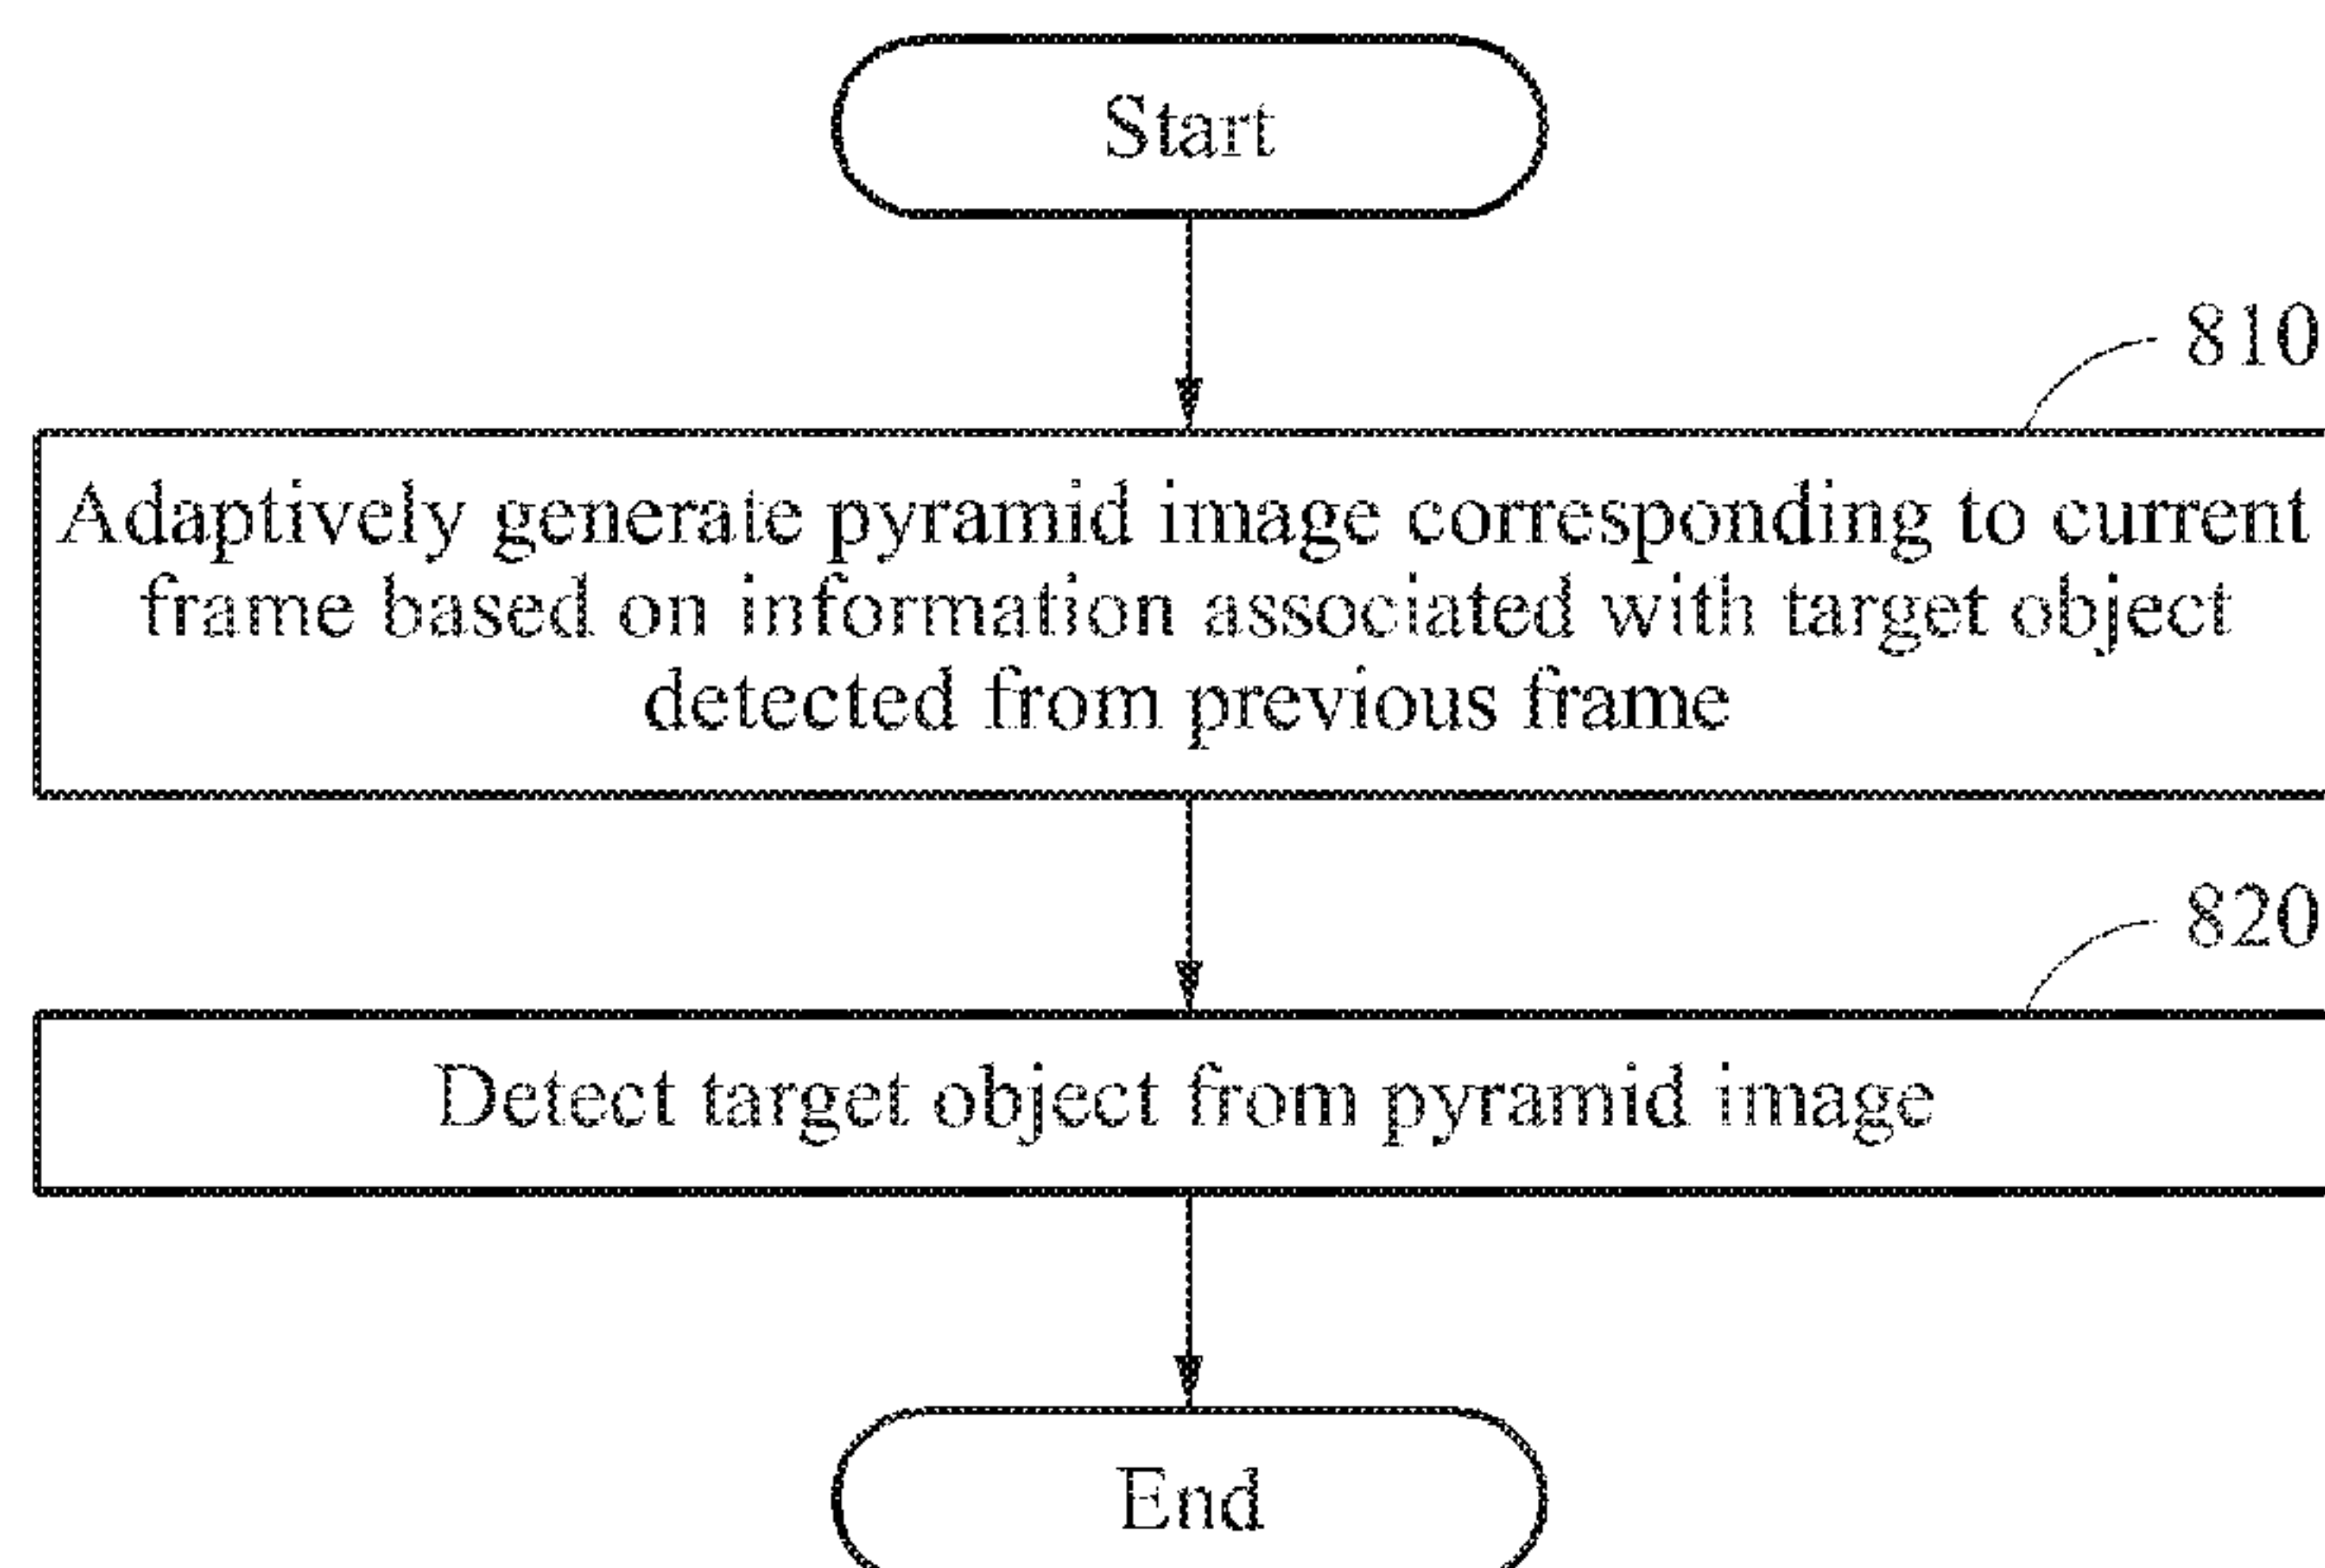 Start
810
Adaptively generate pyramid image corresponding to current
frame based on information associated with target object
detected from previous frame
820
Detect target object from pyramid image
End